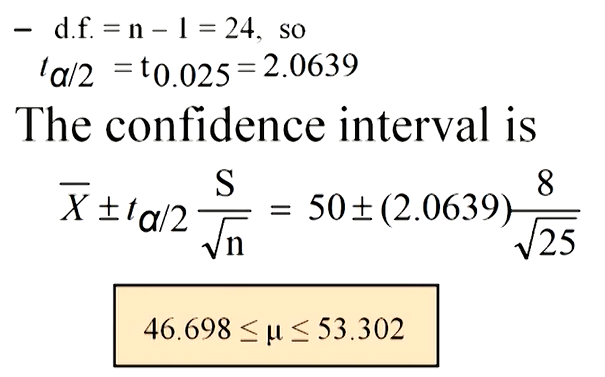 – d.f. = n – 1 = 24, so
tα/2 = t0.025 = 2.0639
The confidence interval is
X̅ ± tα/2 S/√n = 50 ± (2.0639) 8/√25
46.698 ≤ μ ≤ 53.302